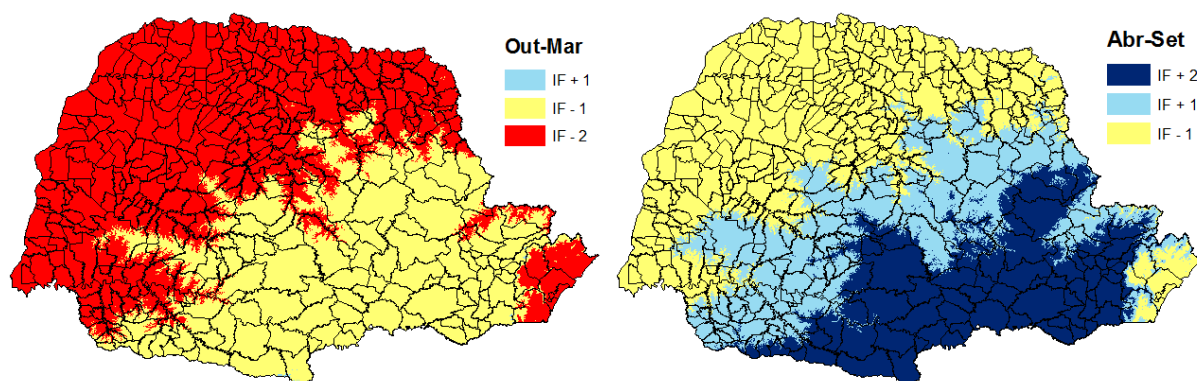 Out-Mar
IF + 1
IF - 1
IF - 2
Abr-Set
IF + 2
IF + 1
IF - 1